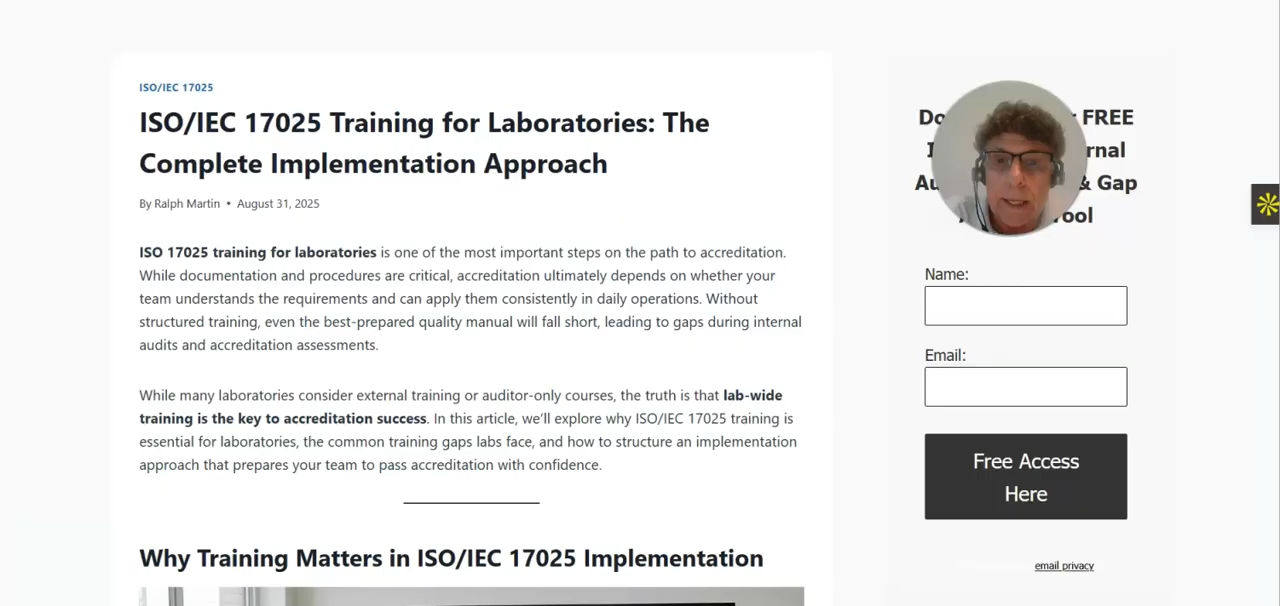 ISO/IEC 17025
ISO/IEC 17025 Training for Laboratories: The
Complete Implementation Approach
By Ralph Martin • August 31, 2025
ISO 17025 training for laboratories is one of the most important steps on the path to accreditation.
While documentation and procedures are critical, accreditation ultimately depends on whether your
team understands the requirements and can apply them consistently in daily operations. Without
structured training, even the best-prepared quality manual will fall short, leading to gaps during internal
audits and accreditation assessments.
While many laboratories consider external training or auditor-only courses, the truth is that lab-wide
training is the key to accreditation success. In this article, we'll explore why ISO/IEC 17025 training is
essential for laboratories, the common training gaps labs face, and how to structure an implementation
approach that prepares your team to pass accreditation with confidence.
Why Training Matters in ISO/IEC 17025 Implementation
FREE
& Gap
Name:
Email:
Free Access
Here
email privacy